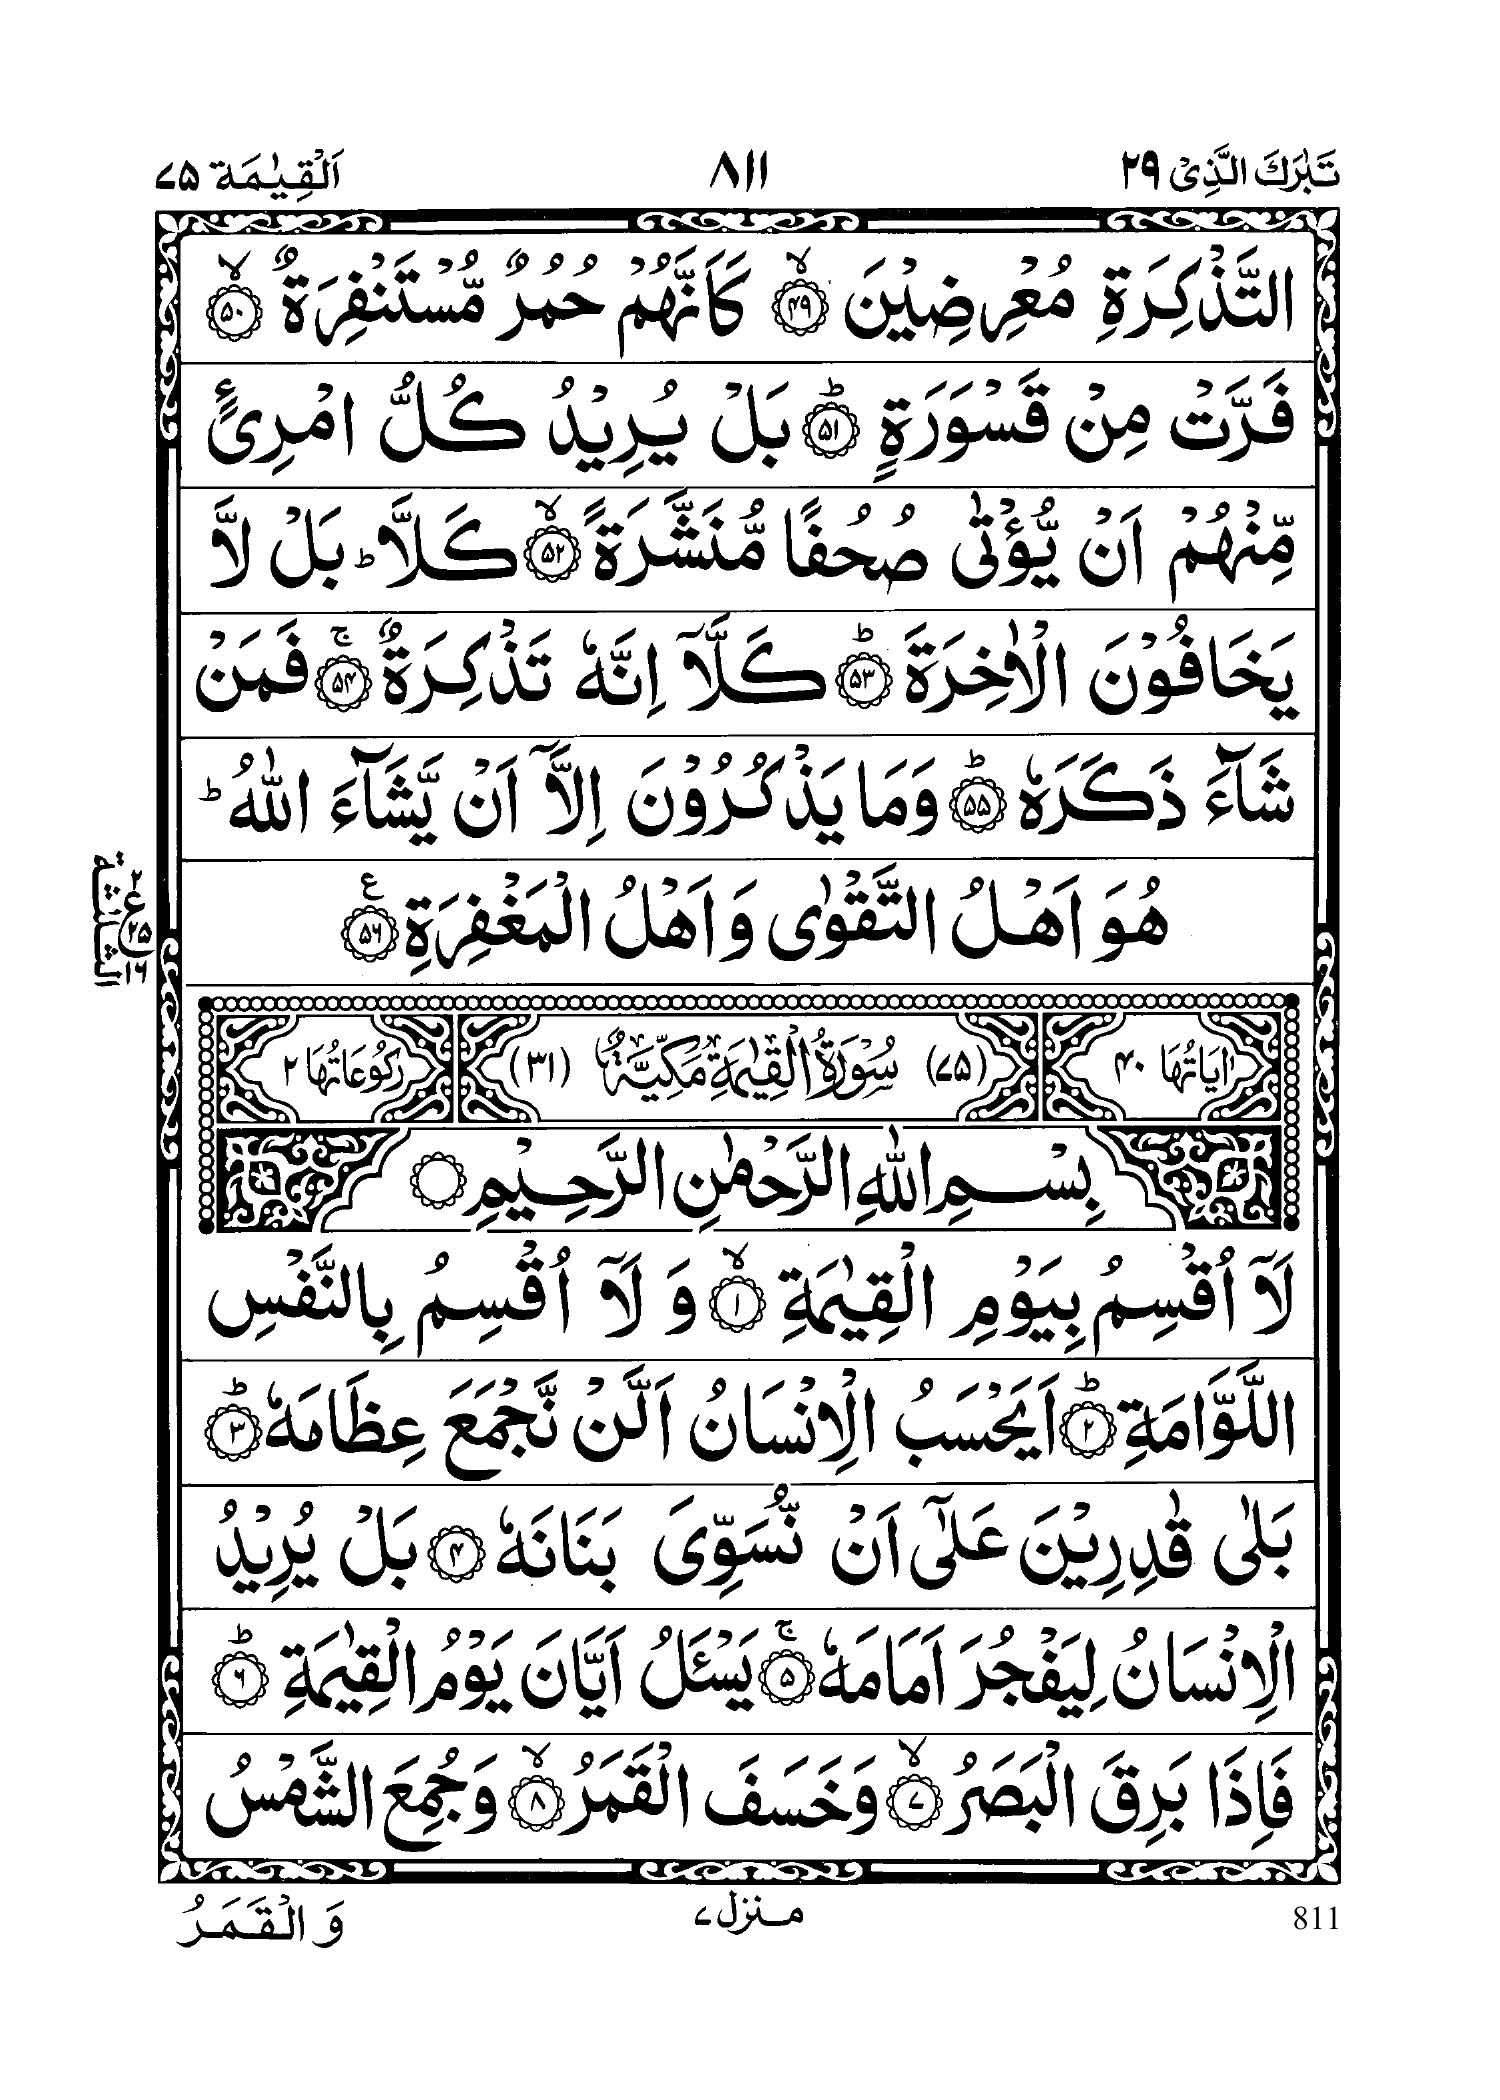 تَبٰرَكَ الَّذِیْ ۲۹ ۸۱۱ اَلْقِیٰمَة ۷۵
التَّذْكِرَةِ مُعْرِضِیْنَ ۙ﴿۴۹﴾ كَاَنَّهُمْ حُمُرٌ مُّسْتَنْفِرَةٌ ۙ﴿۵۰﴾
فَرَّتْ مِنْ قَسْوَرَةٍ ؕ﴿۵۱﴾ بَلْ یُرِیْدُ كُلُّ امْرِئٍ
مِّنْهُمْ اَنْ یُّؤْتٰی صُحُفًا مُّنَشَّرَةً ۙ﴿۵۲﴾ كَلَّا ؕ بَلْ لَّا
یَخَافُوْنَ الْاٰخِرَةَ ؕ﴿۵۳﴾ كَلَّاۤ اِنَّهٗ تَذْكِرَةٌ ۚ﴿۵۴﴾ فَمَنْ
شَآءَ ذَكَرَهٗ ؕ﴿۵۵﴾ وَمَا یَذْكُرُوْنَ اِلَّاۤ اَنْ یَّشَآءَ اللّٰهُ ؕ
هُوَ اَهْلُ التَّقْوٰی وَ اَهْلُ الْمَغْفِرَةِ ﴿۵۶﴾ ع
الثلثة ۲ ع ۲۵ ۱۶
اٰیَاتُهَا ۴۰ (۷۵) سُوْرَةُ الْقِیٰمَةِ مَكِّیَّةٌ (۳۱) رُكُوْعَاتُهَا ۲
بِسْمِ اللّٰهِ الرَّحْمٰنِ الرَّحِیْمِ
لَاۤ اُقْسِمُ بِیَوْمِ الْقِیٰمَةِ ۙ﴿۱﴾ وَ لَاۤ اُقْسِمُ بِالنَّفْسِ
اللَّوَّامَةِ ؕ﴿۲﴾ اَیَحْسَبُ الْاِنْسَانُ اَلَّنْ نَّجْمَعَ عِظَامَهٗ ؕ﴿۳﴾
بَلٰی قٰدِرِیْنَ عَلٰۤی اَنْ نُّسَوِّیَ بَنَانَهٗ ﴿۴﴾ بَلْ یُرِیْدُ
الْاِنْسَانُ لِیَفْجُرَ اَمَامَهٗ ۚ﴿۵﴾ یَسْـَٔلُ اَیَّانَ یَوْمُ الْقِیٰمَةِ ؕ﴿۶﴾
فَاِذَا بَرِقَ الْبَصَرُ ۙ﴿۷﴾ وَخَسَفَ الْقَمَرُ ۙ﴿۸﴾ وَجُمِعَ الشَّمْسُ
811 منزل ۷ وَ الْقَمَرُ